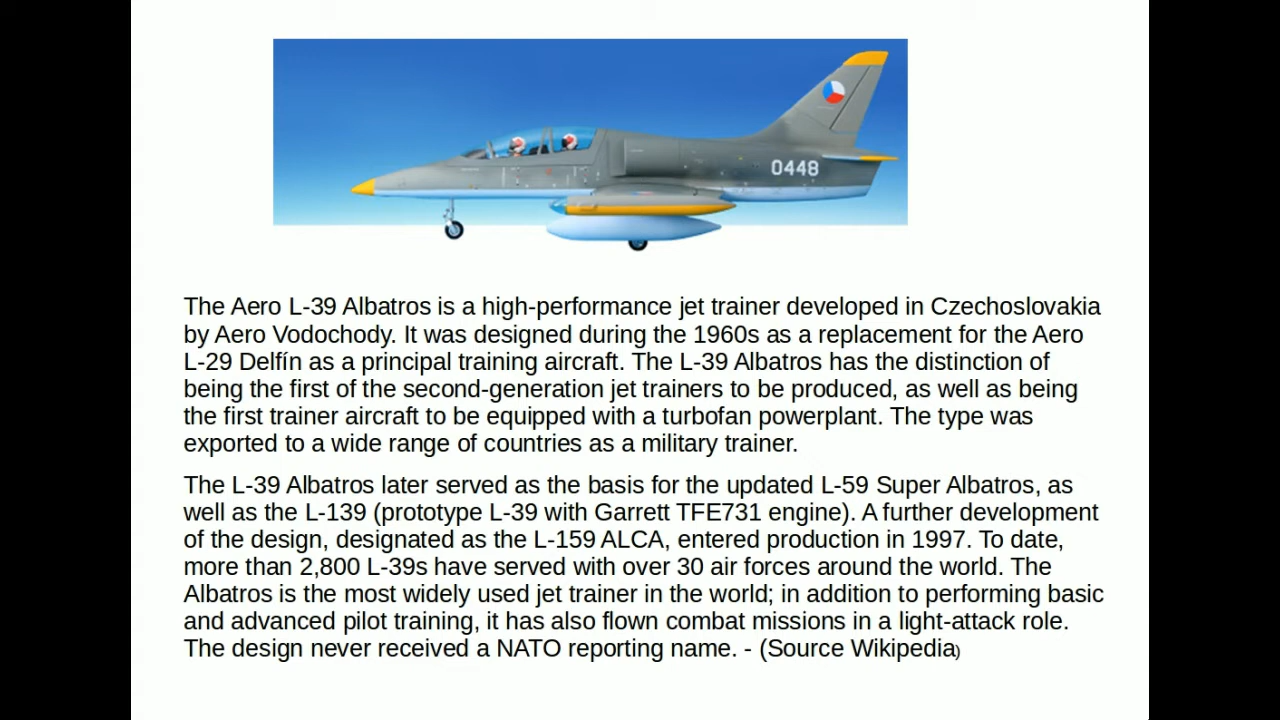 0448
The Aero L-39 Albatros is a high-performance jet trainer developed in Czechoslovakia
by Aero Vodochody. It was designed during the 1960s as a replacement for the Aero
L-29 Delfín as a principal training aircraft. The L-39 Albatros has the distinction of
being the first of the second-generation jet trainers to be produced, as well as being
the first trainer aircraft to be equipped with a turbofan powerplant. The type was
exported to a wide range of countries as a military trainer.
The L-39 Albatros later served as the basis for the updated L-59 Super Albatros, as
well as the L-139 (prototype L-39 with Garrett TFE731 engine). A further development
of the design, designated as the L-159 ALCA, entered production in 1997. To date,
more than 2,800 L-39s have served with over 30 air forces around the world. The
Albatros is the most widely used jet trainer in the world; in addition to performing basic
and advanced pilot training, it has also flown combat missions in a light-attack role.
The design never received a NATO reporting name. - (Source Wikipedia)